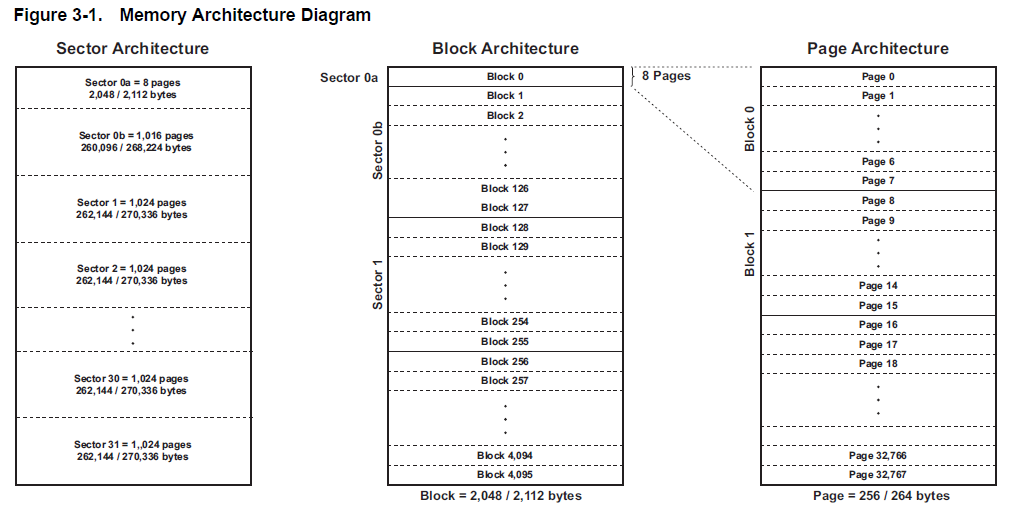 Figure 3-1. Memory Architecture Diagram
Sector Architecture
Sector 0a = 8 pages
2,048 / 2,112 bytes
Sector 0b = 1,016 pages
260,096 / 268,224 bytes
Sector 1 = 1,024 pages
262,144 / 270,336 bytes
Sector 2 = 1,024 pages
262,144 / 270,336 bytes
Sector 30 = 1,024 pages
262,144 / 270,336 bytes
Sector 31 = 1,,024 pages
262,144 / 270,336 bytes
Block Architecture
Sector 0a
Sector 0b
Sector 1
Block 0
Block 1
Block 2
Block 126
Block 127
Block 128
Block 129
Block 254
Block 255
Block 256
Block 257
Block 4,094
Block 4,095
Block = 2,048 / 2,112 bytes
8 Pages
Page Architecture
Block 0
Block 1
Page 0
Page 1
Page 6
Page 7
Page 8
Page 9
Page 14
Page 15
Page 16
Page 17
Page 18
Page 32,766
Page 32,767
Page = 256 / 264 bytes